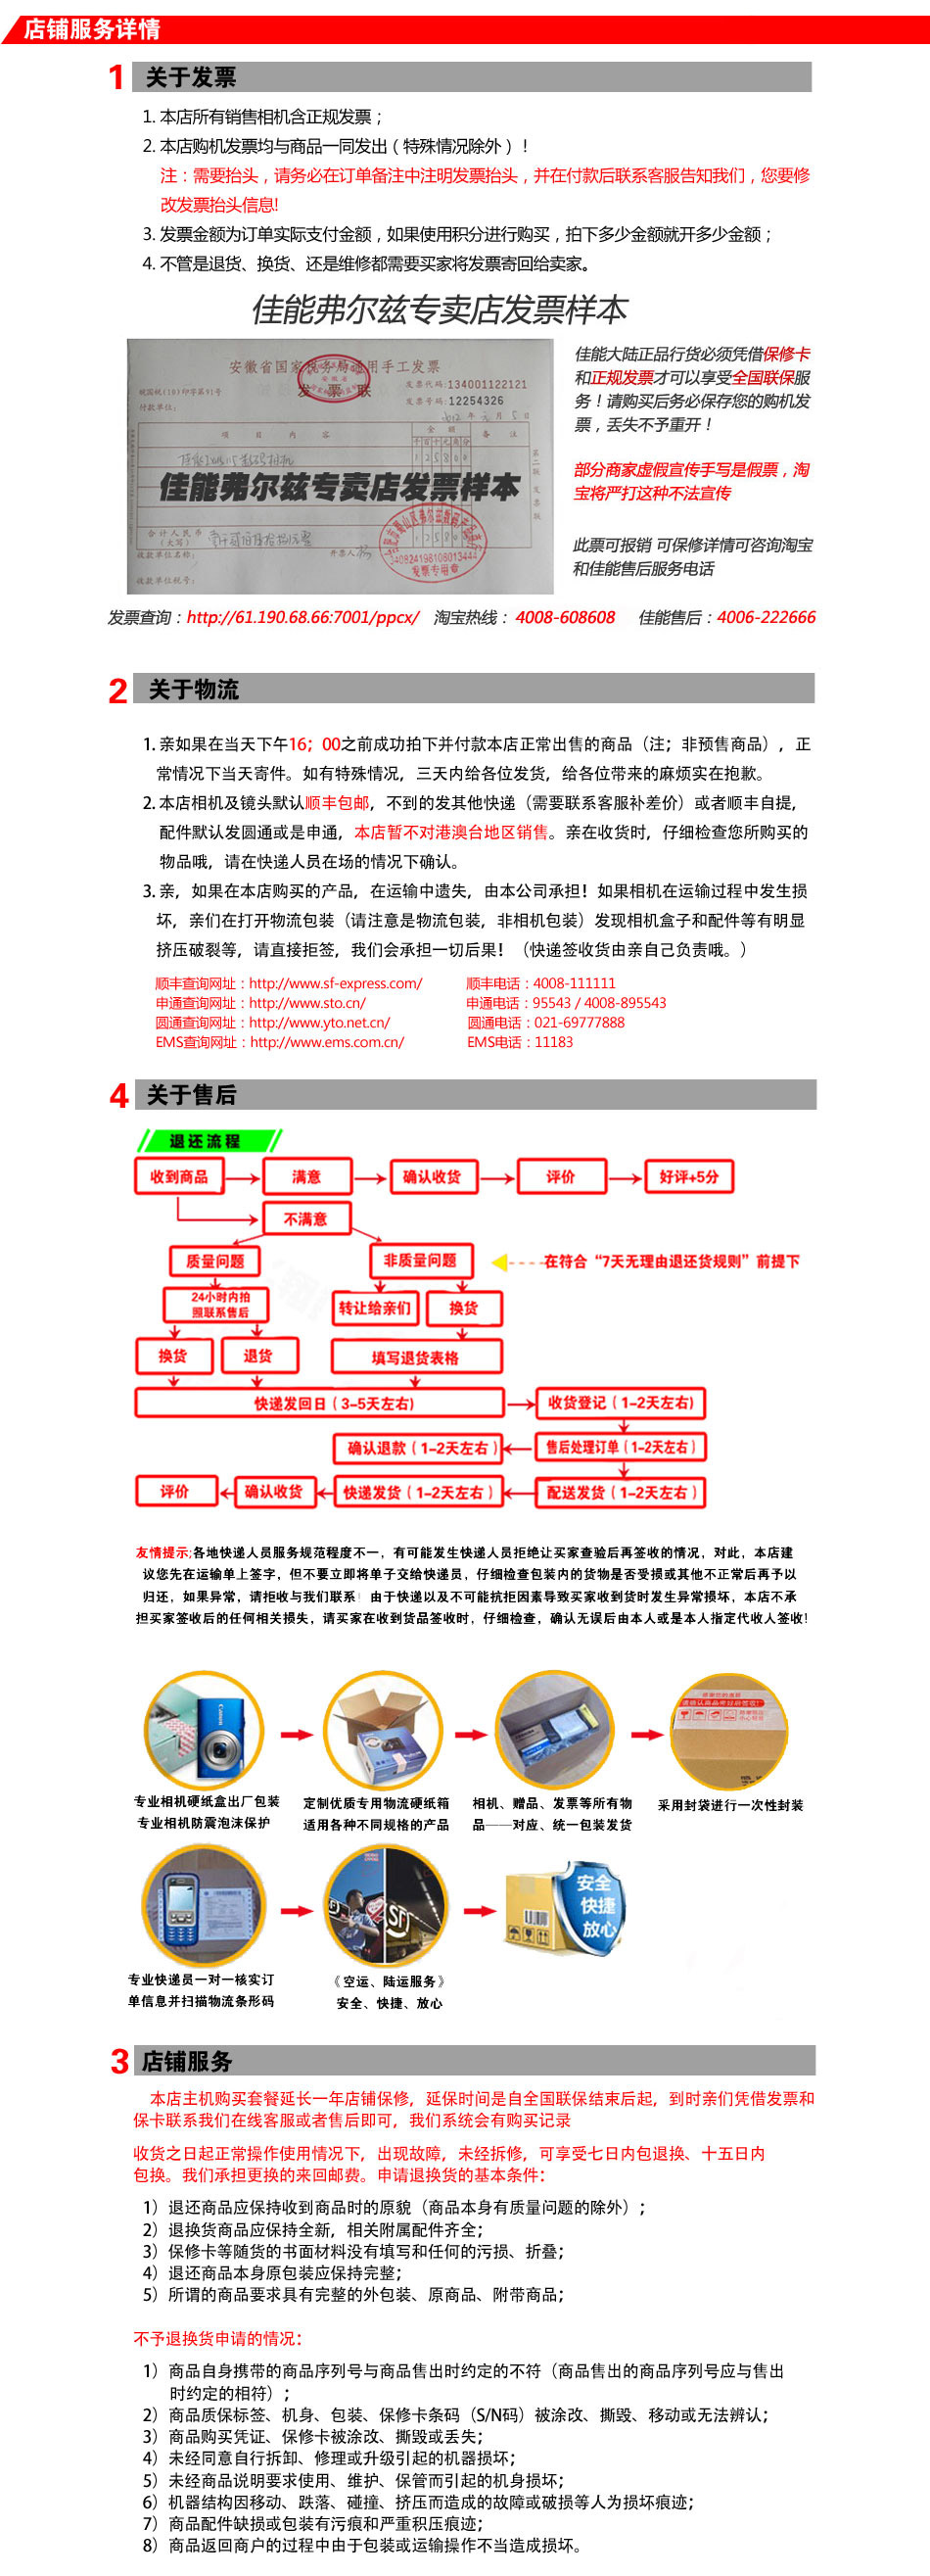 店铺服务详情
1 关于发票
1. 本店所有销售相机含正规发票；
2. 本店购机发票均与商品一同发出（特殊情况除外）！
注：需要抬头，请务必在订单备注中注明发票抬头，并在付款后联系客服告知我们，您要修
改发票抬头信息!
3. 发票金额为订单实际支付金额，如果使用积分进行购买，拍下多少金额就开多少金额；
4. 不管是退货、换货、还是维修都需要买家将发票寄回给卖家。
佳能弗尔兹专卖店发票样本
安徽省国家税务局通用手工发票
发 票 联
发票代码:134001122121
发票号码:12254326
皖国税(19)印字第91号
付款单位:
项 目 内 容
金 额
备 注
佳能弗尔兹专卖店发票样本
合计人民币
(大写)
收款单位名称:
开票人:
收款单位税号:
340824198108013444
发票专用章
第二联 发票联
佳能大陆正品行货必须凭借保修卡
和正规发票才可以享受全国联保服
务！请购买后务必保存您的购机发
票，丢失不予重开！
部分商家虚假宣传手写是假票，淘
宝将严打这种不法宣传
此票可报销 可保修详情可咨询淘宝
和佳能售后服务电话
发票查询：http://61.190.68.66:7001/ppcx/ 淘宝热线： 4008-608608 佳能售后：4006-222666
2 关于物流
1. 亲如果在当天下午16；00之前成功拍下并付款本店正常出售的商品（注；非预售商品），正
常情况下当天寄件。如有特殊情况，三天内给各位发货，给各位带来的麻烦实在抱歉。
2. 本店相机及镜头默认顺丰包邮，不到的发其他快递（需要联系客服补差价）或者顺丰自提，
配件默认发圆通或是申通，本店暂不对港澳台地区销售。亲在收货时，仔细检查您所购买的
物品哦，请在快递人员在场的情况下确认。
3. 亲，如果在本店购买的产品，在运输中遗失，由本公司承担！如果相机在运输过程中发生损
坏，亲们在打开物流包装（请注意是物流包装，非相机包装）发现相机盒子和配件等有明显
挤压破裂等，请直接拒签，我们会承担一切后果！（快递签收货由亲自己负责哦。）
顺丰查询网址：http://www.sf-express.com/ 顺丰电话：4008-111111
申通查询网址：http://www.sto.cn/ 申通电话：95543 / 4008-895543
圆通查询网址：http://www.yto.net.cn/ 圆通电话：021-69777888
EMS查询网址：http://www.ems.com.cn/ EMS电话：11183
4 关于售后
退还流程
收到商品 满意 确认收货 评价 好评+5分
不满意
质量问题 非质量问题 在符合“7天无理由退还货规则”前提下
24小时内拍
照联系售后
转让给亲们 换货
换货 退货 填写退货表格
快递发回日（3-5天左右） 收货登记（1-2天左右）
确认退款（1-2天左右） 售后处理订单（1-2天左右）
评价 确认收货 快递发货（1-2天左右） 配送发货（1-2天左右）
友情提示;各地快递人员服务规范程度不一，有可能发生快递人员拒绝让买家查验后再签收的情况，对此，本店建
议您先在运输单上签字，但不要立即将单子交给快递员，仔细检查包装内的货物是否受损或其他不正常后再予以
归还，如果异常，请拒收与我们联系！由于快递以及不可能抗拒因素导致买家收到货时发生异常损坏，本店不承
担买家签收后的任何相关损失，请买家在收到货品签收时，仔细检查，确认无误后由本人或是本人指定代收人签收!
Canon
专业相机硬纸盒出厂包装
专业相机防震泡沫保护
定制优质专用物流硬纸箱
适用各种不同规格的产品
相机、赠品、发票等所有物
品——对应、统一包装发货
采用封袋进行一次性封装
SF
安全
快捷
放心
专业快递员一对一核实订
单信息并扫描物流条形码
《空运、陆运服务》
安全、快捷、放心
3 店铺服务
本店主机购买套餐延长一年店铺保修，延保时间是自全国联保结束后起，到时亲们凭借发票和
保卡联系我们在线客服或者售后即可，我们系统会有购买记录
收货之日起正常操作使用情况下，出现故障，未经拆修，可享受七日内包退换、十五日内
包换。我们承担更换的来回邮费。申请退换货的基本条件：
1）退还商品应保持收到商品时的原貌（商品本身有质量问题的除外）；
2）退换货商品应保持全新，相关附属配件齐全；
3）保修卡等随货的书面材料没有填写和任何的污损、折叠；
4）退还商品本身原包装应保持完整；
5）所谓的商品要求具有完整的外包装、原商品、附带商品；
不予退换货申请的情况：
1）商品自身携带的商品序列号与商品售出时约定的不符（商品售出的商品序列号应与售出
时约定的相符）；
2）商品质保标签、机身、包装、保修卡条码（S/N码）被涂改、撕毁、移动或无法辨认；
3）商品购买凭证、保修卡被涂改、撕毁或丢失；
4）未经同意自行拆卸、修理或升级引起的机器损坏；
5）未经商品说明要求使用、维护、保管而引起的机身损坏；
6）机器结构因移动、跌落、碰撞、挤压而造成的故障或破损等人为损坏痕迹；
7）商品配件缺损或包装有污痕和严重积压痕迹；
8）商品返回商户的过程中由于包装或运输操作不当造成损坏。